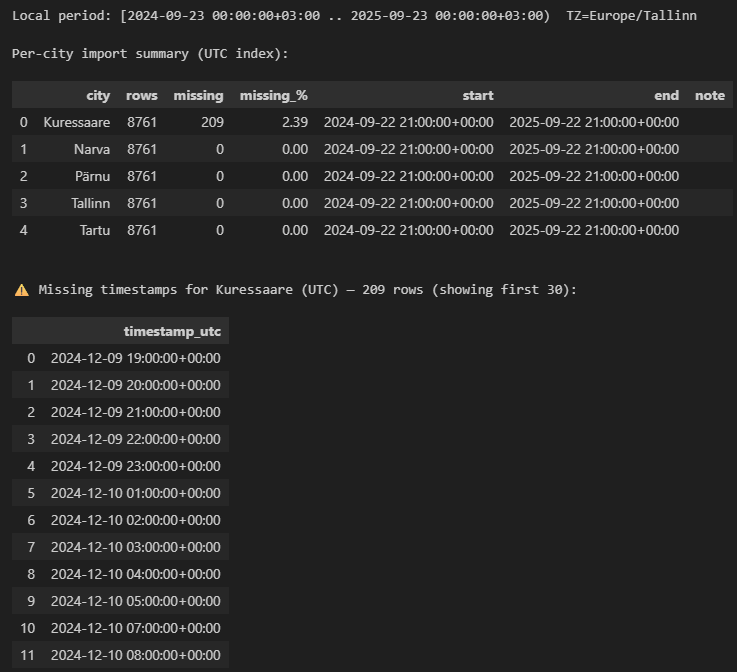 Local period: [2024-09-23 00:00:00+03:00 .. 2025-09-23 00:00:00+03:00)  TZ=Europe/Tallinn
Per-city import summary (UTC index):
city rows missing missing_% start end note
0 Kuressaare 8761 209 2.39 2024-09-22 21:00:00+00:00 2025-09-22 21:00:00+00:00
1 Narva 8761 0 0.00 2024-09-22 21:00:00+00:00 2025-09-22 21:00:00+00:00
2 Pärnu 8761 0 0.00 2024-09-22 21:00:00+00:00 2025-09-22 21:00:00+00:00
3 Tallinn 8761 0 0.00 2024-09-22 21:00:00+00:00 2025-09-22 21:00:00+00:00
4 Tartu 8761 0 0.00 2024-09-22 21:00:00+00:00 2025-09-22 21:00:00+00:00
⚠️ Missing timestamps for Kuressaare (UTC) — 209 rows (showing first 30):
timestamp_utc
0 2024-12-09 19:00:00+00:00
1 2024-12-09 20:00:00+00:00
2 2024-12-09 21:00:00+00:00
3 2024-12-09 22:00:00+00:00
4 2024-12-09 23:00:00+00:00
5 2024-12-10 01:00:00+00:00
6 2024-12-10 02:00:00+00:00
7 2024-12-10 03:00:00+00:00
8 2024-12-10 04:00:00+00:00
9 2024-12-10 05:00:00+00:00
10 2024-12-10 07:00:00+00:00
11 2024-12-10 08:00:00+00:00